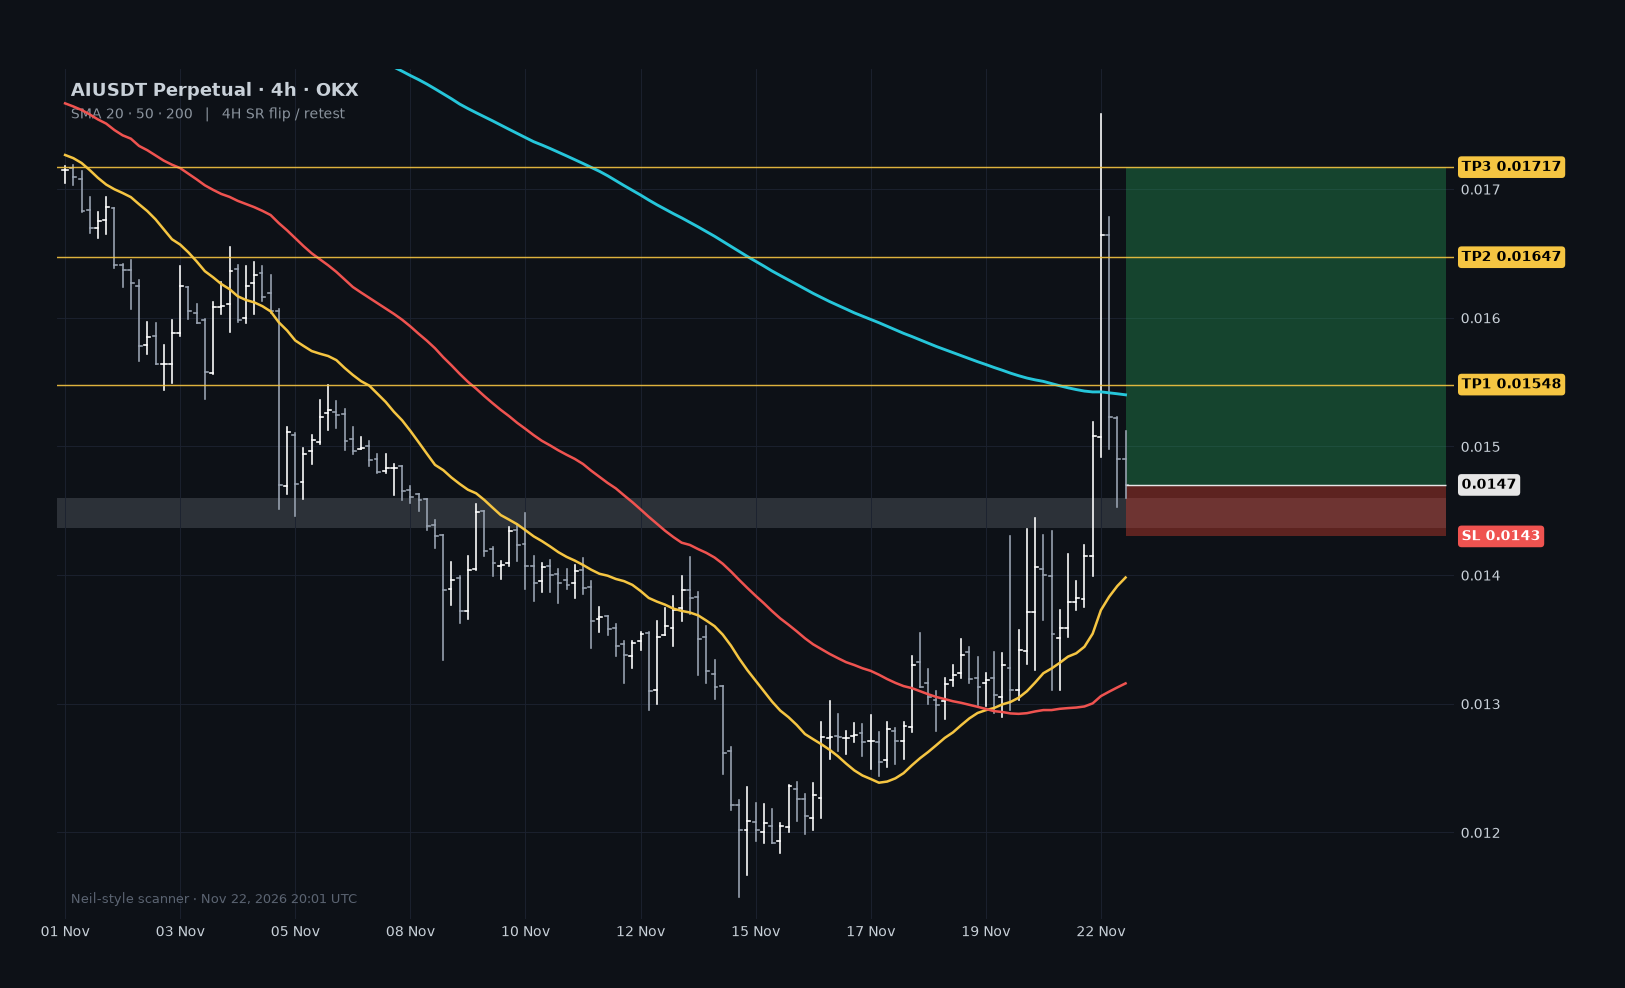 AIUSDT Perpetual · 4h · OKX
SMA 20 · 50 · 200 | 4H SR flip / retest
TP3 0.01717
0.017
TP2 0.01647
0.016
TP1 0.01548
0.015
0.0147
SL 0.0143
0.014
0.013
0.012
Neil-style scanner · Nov 22, 2026 20:01 UTC
01 Nov 03 Nov 05 Nov 08 Nov 10 Nov 12 Nov 15 Nov 17 Nov 19 Nov 22 Nov